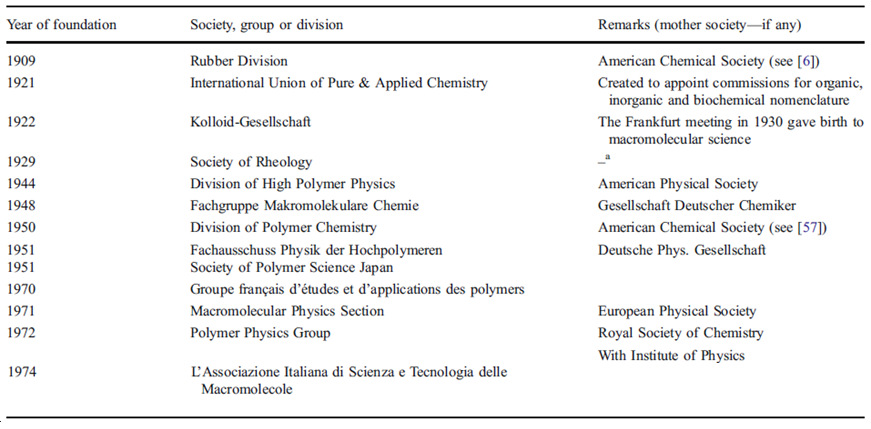 Year of foundation Society, group or division Remarks (mother society—if any)
1909 Rubber Division American Chemical Society (see [6])
1921 International Union of Pure & Applied Chemistry Created to appoint commissions for organic,
inorganic and biochemical nomenclature
1922 Kolloid-Gesellschaft The Frankfurt meeting in 1930 gave birth to
macromolecular science
1929 Society of Rheology –a
1944 Division of High Polymer Physics American Physical Society
1948 Fachgruppe Makromolekulare Chemie Gesellschaft Deutscher Chemiker
1950 Division of Polymer Chemistry American Chemical Society (see [57])
1951 Fachausschuss Physik der Hochpolymeren Deutsche Phys. Gesellschaft
1951 Society of Polymer Science Japan
1970 Groupe français d’études et d’applications des polymers
1971 Macromolecular Physics Section European Physical Society
1972 Polymer Physics Group Royal Society of Chemistry
With Institute of Physics
1974 L’Associazione Italiana di Scienza e Tecnologia delle
Macromolecole